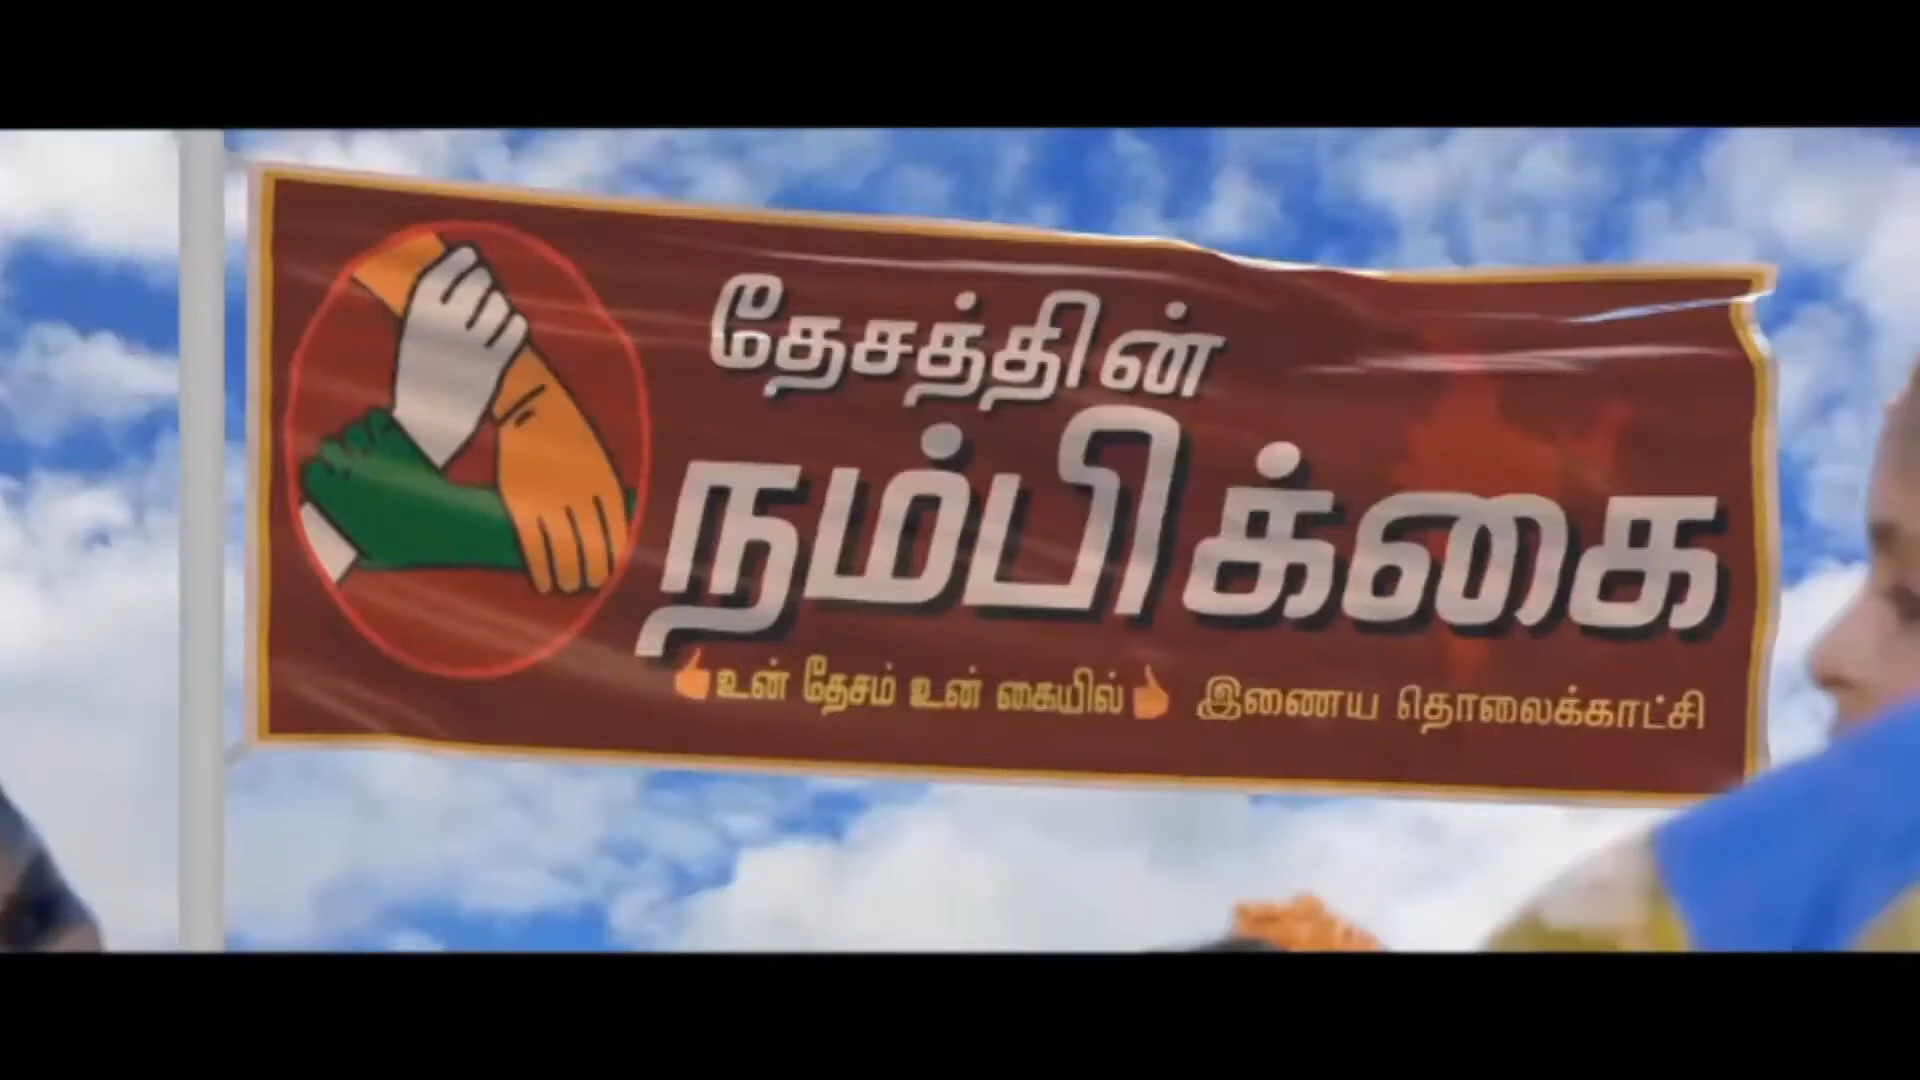 தேசத்தின்
நம்பிக்கை
👍உன் தேசம் உன் கையில்👍 இணைய தொலைக்காட்சி